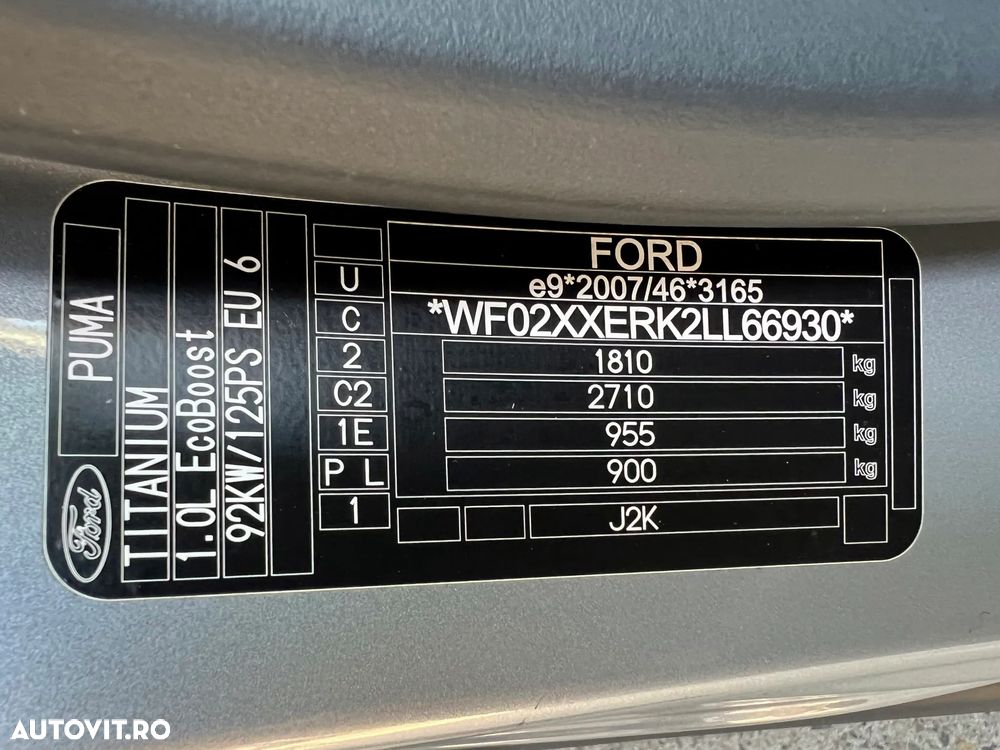 PUMA
Ford
TITANIUM
1.0L EcoBoost
92KW/125PS EU 6
U
C
2
C2
1E
P L
1
FORD
e9*2007/46*3165
*WF02XXERK2LL66930*
1810 kg
2710 kg
955 kg
900 kg
J2K
AUTOVIT.RO